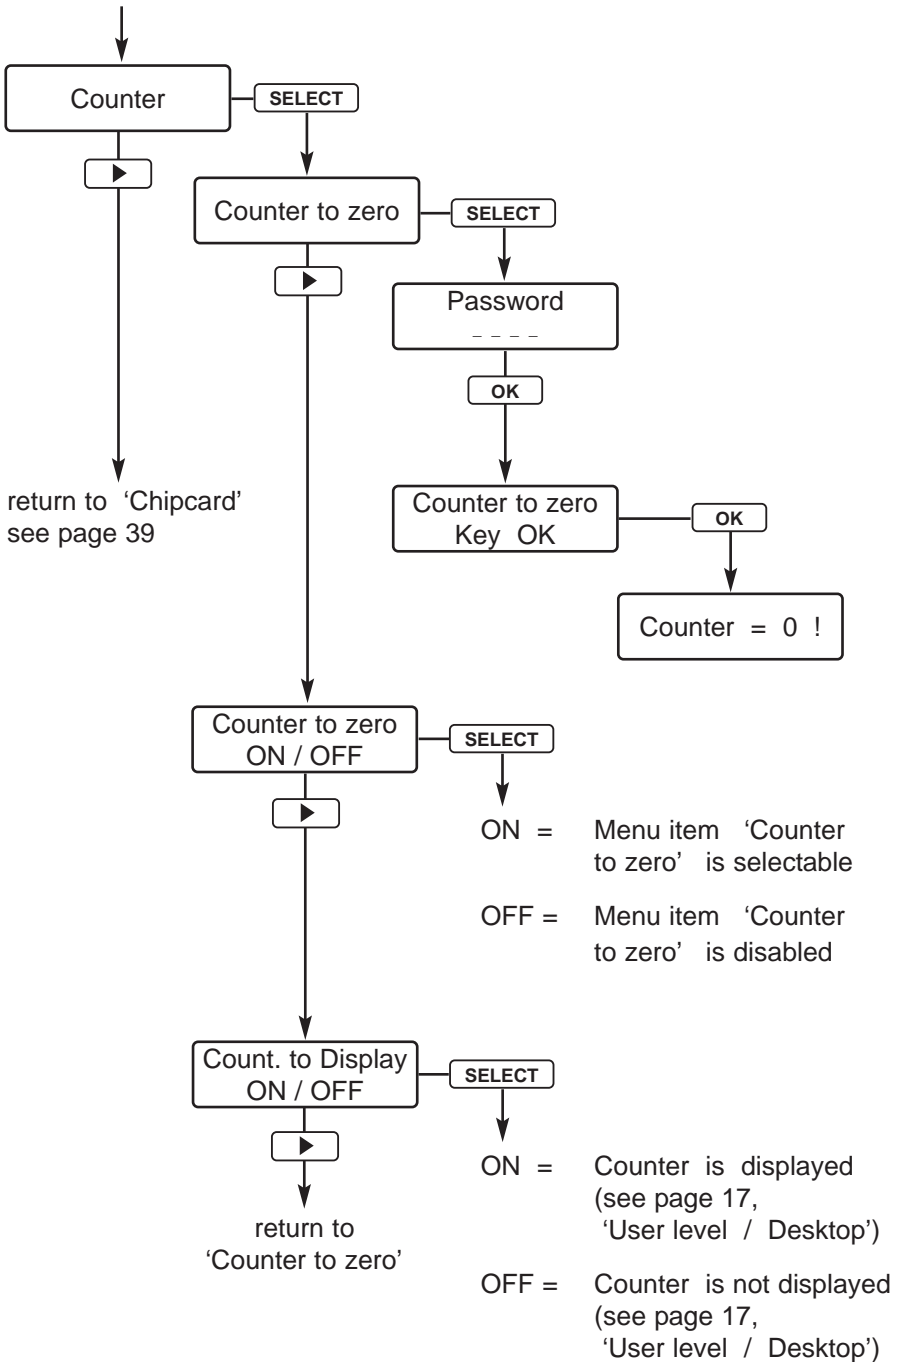 Counter
SELECT
Counter to zero
SELECT
Password
_ _ _ _
OK
return to ‘Chipcard’
see page 39
Counter to zero
Key OK
OK
Counter = 0 !
Counter to zero
ON / OFF
SELECT
ON = Menu item ‘Counter
to zero’ is selectable
OFF = Menu item ‘Counter
to zero’ is disabled
Count. to Display
ON / OFF
SELECT
ON = Counter is displayed
(see page 17,
‘User level / Desktop’)
return to
‘Counter to zero’
OFF = Counter is not displayed
(see page 17,
‘User level / Desktop’)